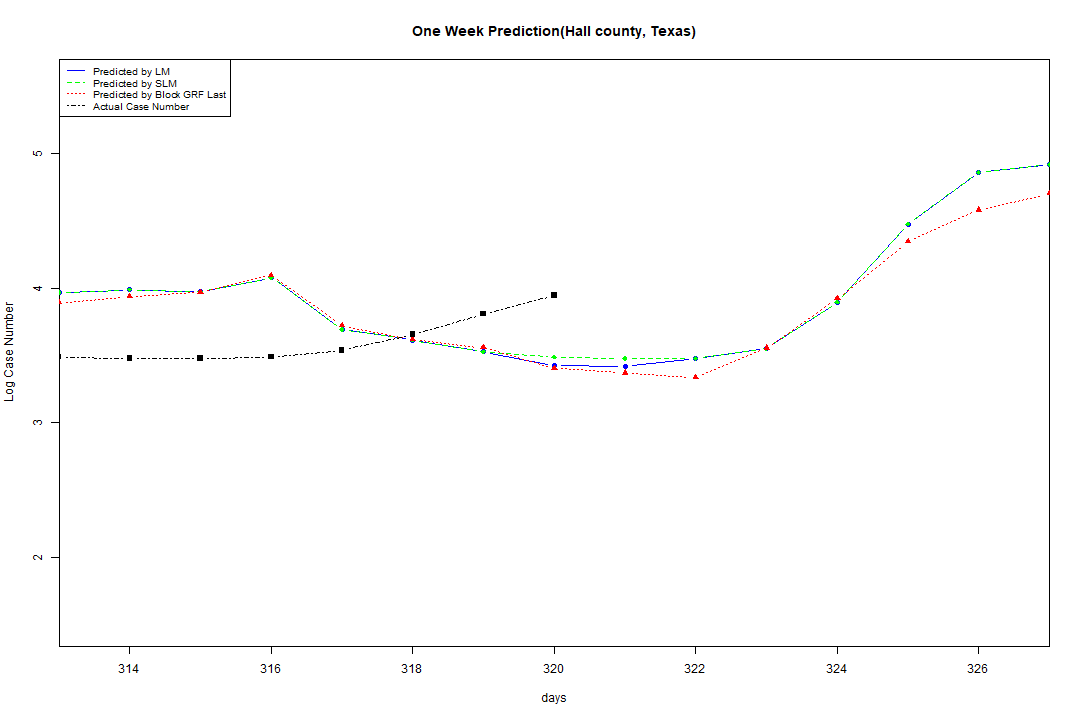 One Week Prediction(Hall county, Texas)
Predicted by LM
Predicted by SLM
Predicted by Block GRF Last
Actual Case Number
5
4
3
2
Log Case Number
314 316 318 320 322 324 326
days